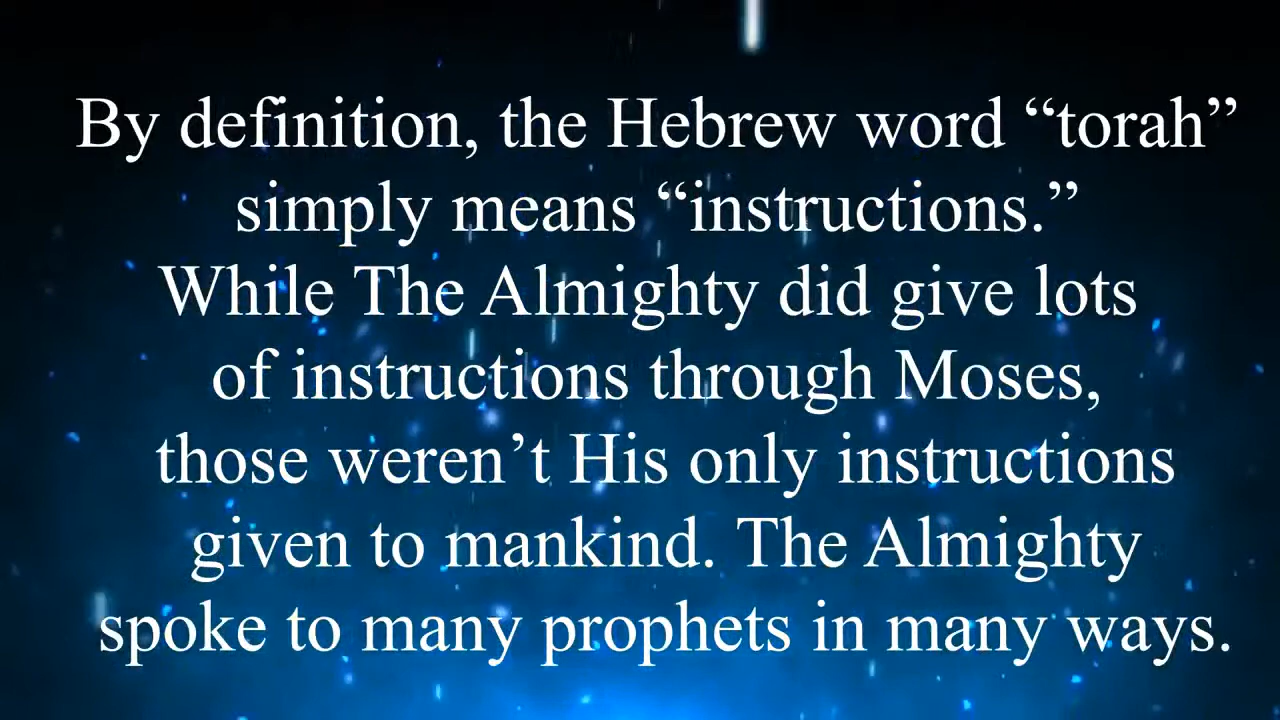 By definition, the Hebrew word “torah”
simply means “instructions.”
While The Almighty did give lots
of instructions through Moses,
those weren’t His only instructions
given to mankind. The Almighty
spoke to many prophets in many ways.